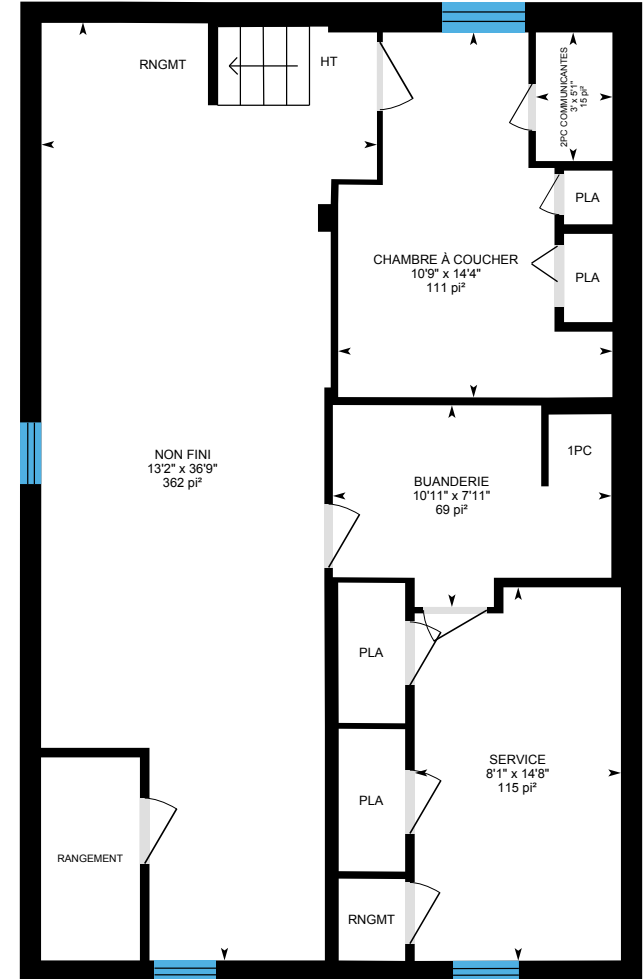 RNGMT
HT
2PC COMMUNICANTES
3' x 5'1"
15 pi²
PLA
CHAMBRE À COUCHER
10'9" x 14'4"
111 pi²
PLA
NON FINI
13'2" x 36'9"
362 pi²
1PC
BUANDERIE
10'11" x 7'11"
69 pi²
PLA
SERVICE
8'1" x 14'8"
115 pi²
PLA
RANGEMENT
RNGMT